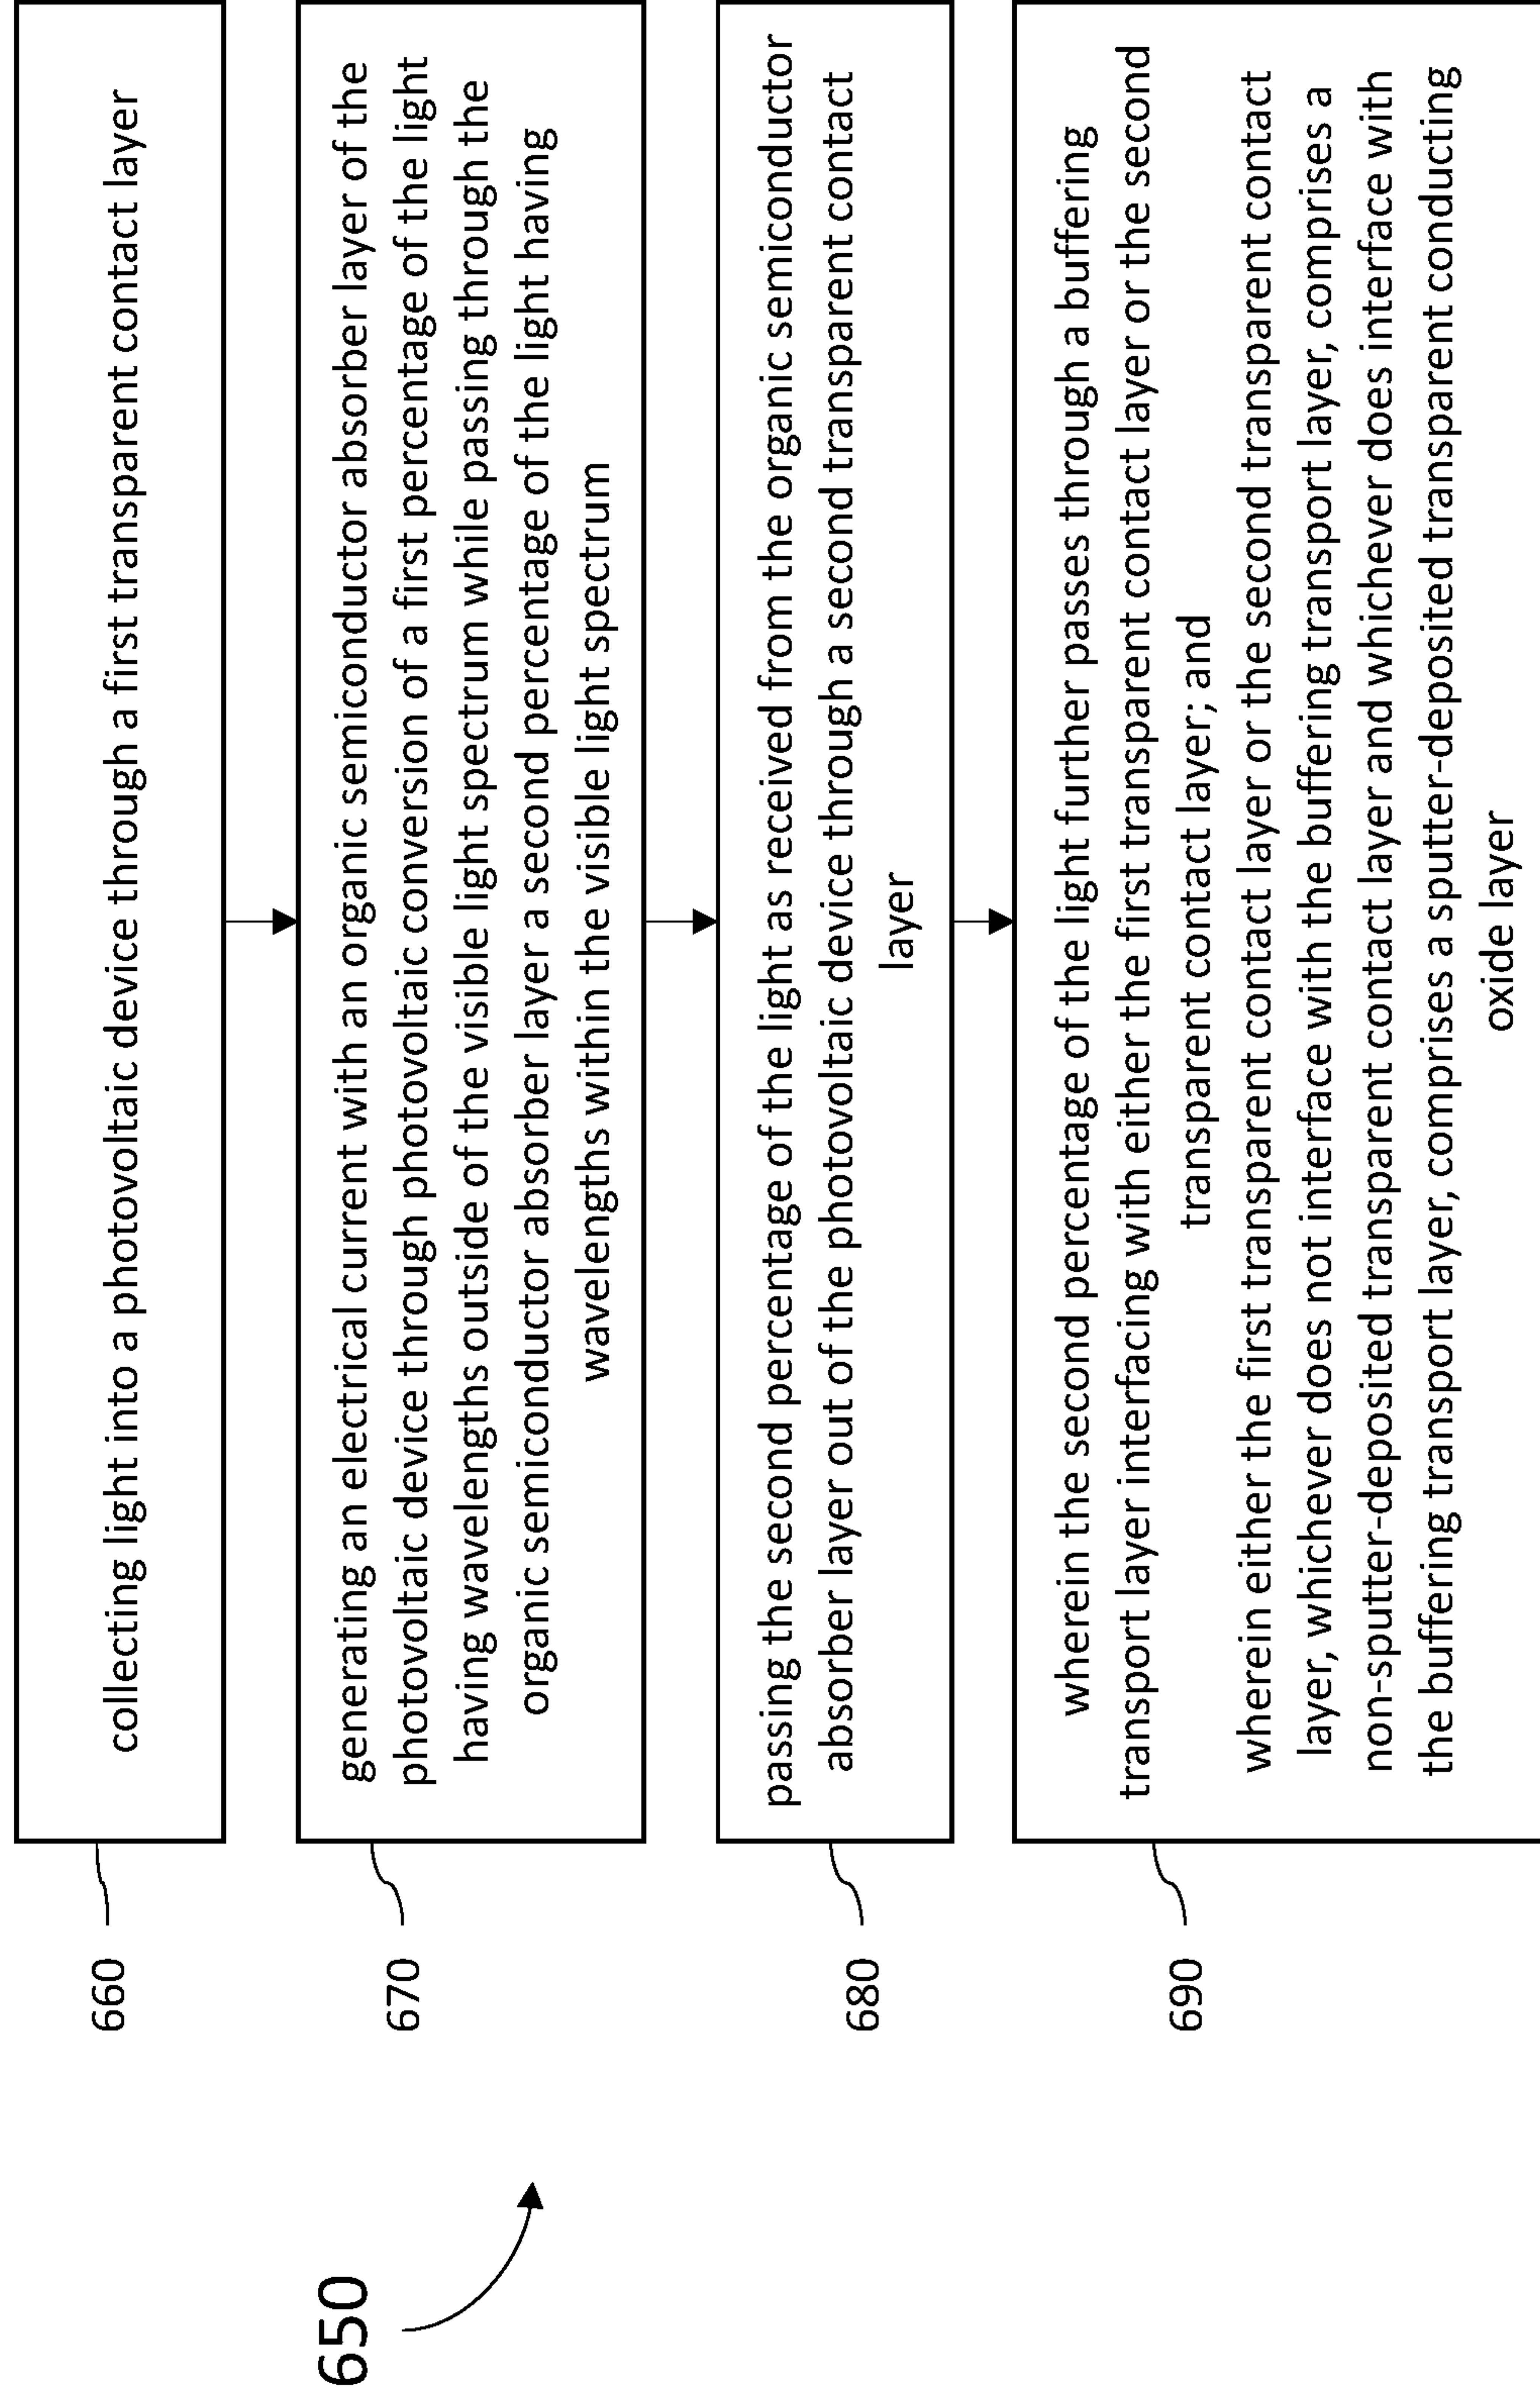 650
660
collecting light into a photovoltaic device through a first transparent contact layer
670
generating an electrical current with an organic semiconductor absorber layer of the
photovoltaic device through photovoltaic conversion of a first percentage of the light
having wavelengths outside of the visible light spectrum while passing through the
organic semiconductor absorber layer a second percentage of the light having
wavelengths within the visible light spectrum
680
passing the second percentage of the light as received from the organic semiconductor
absorber layer out of the photovoltaic device through a second transparent contact
layer
690
wherein the second percentage of the light further passes through a buffering
transport layer interfacing with either the first transparent contact layer or the second
transparent contact layer; and
wherein either the first transparent contact layer or the second transparent contact
layer, whichever does not interface with the buffering transport layer, comprises a
non-sputter-deposited transparent contact layer and whichever does interface with
the buffering transport layer, comprises a sputter-deposited transparent conducting
oxide layer